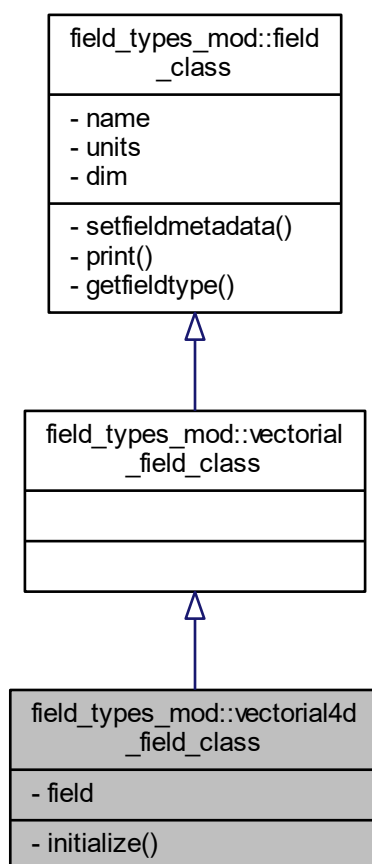 field_types_mod::field
_class
- name
- units
- dim
- setfieldmetadata()
- print()
- getfieldtype()
field_types_mod::vectorial
_field_class
field_types_mod::vectorial4d
_field_class
- field
- initialize()